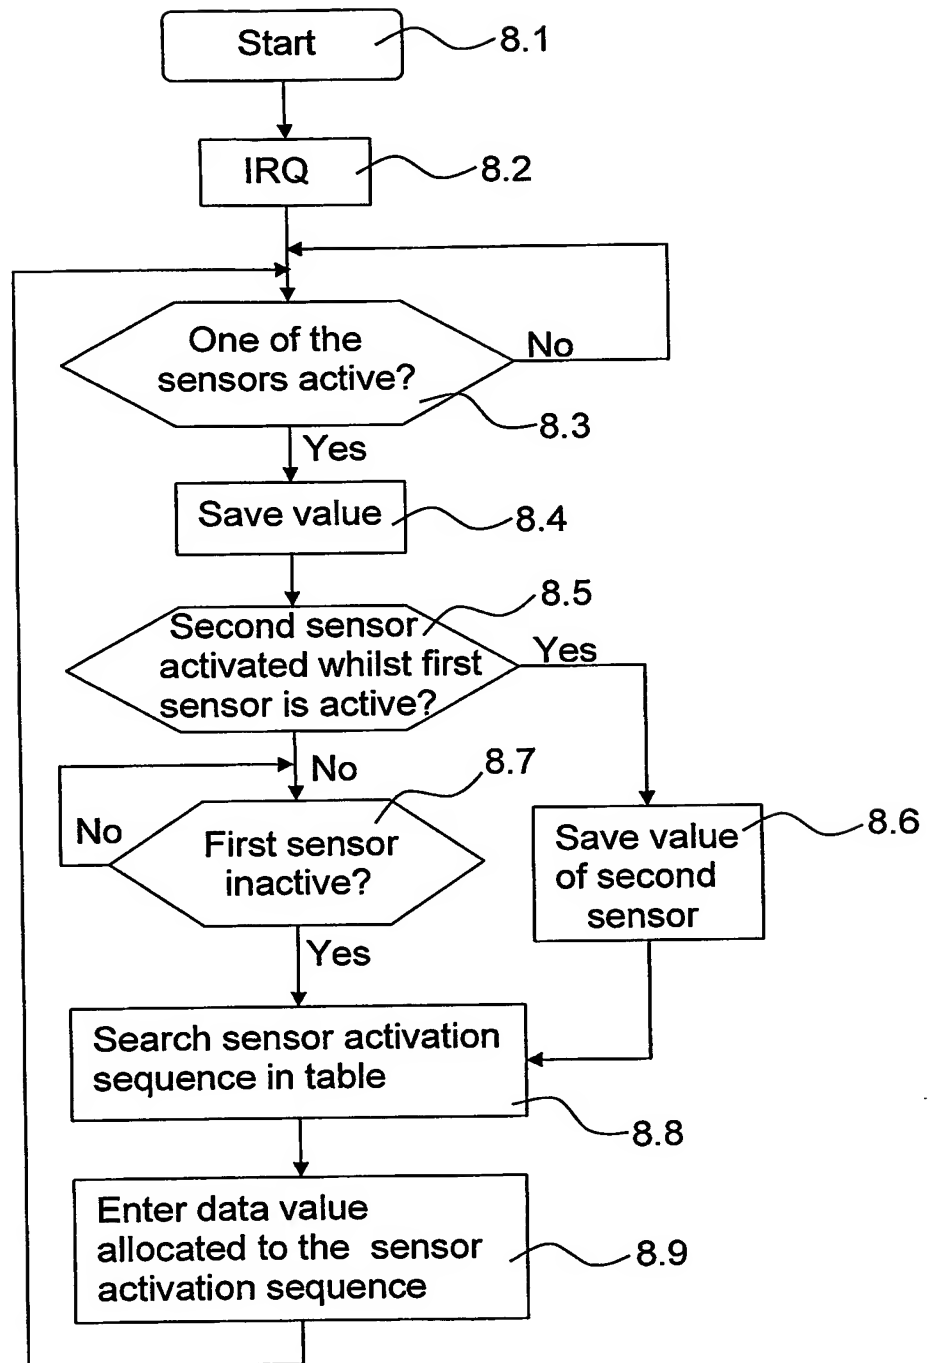 Start
8.1
IRQ
8.2
One of the
sensors active?
No
8.3
Yes
Save value
8.4
8.5
Second sensor
activated whilst first
sensor is active?
Yes
No
8.7
No
First sensor
inactive?
Save value
of second
sensor
8.6
Yes
Search sensor activation
sequence in table
8.8
Enter data value
allocated to the sensor
activation sequence
8.9